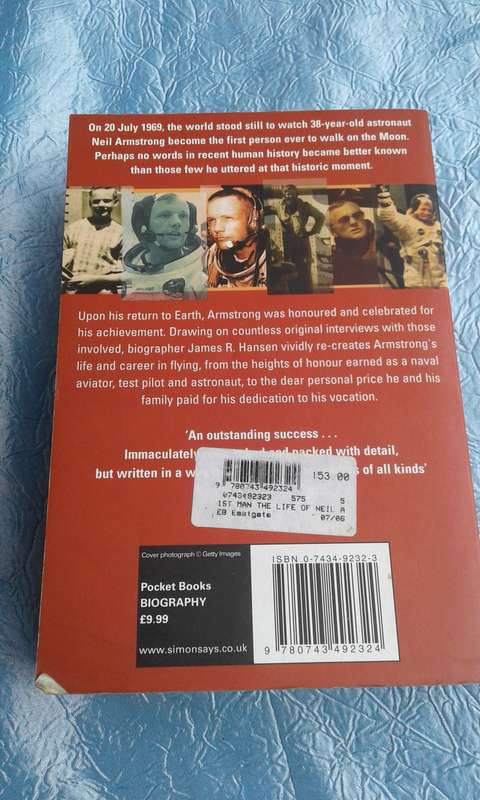 On 20 July 1969, the world stood still to watch 38-year-old astronaut
Neil Armstrong become the first person ever to walk on the Moon.
Perhaps no words in recent human history became better known
than those few he uttered at that historic moment.
Upon his return to Earth, Armstrong was honoured and celebrated for
his achievement. Drawing on countless original interviews with those
involved, biographer James R. Hansen vividly re-creates Armstrong's
life and career in flying, from the heights of honour earned as a naval
aviator, test pilot and astronaut, to the dear personal price he and his
family paid for his dedication to his vocation.
'An outstanding success . . .
Immaculately and packed with detail,
but written in a of all kinds'
153.00
9 780743 492324
0743492323 575 5
1ST MAN THE LIFE OF NEIL A
EB Eastgate 07/06
Cover photograph © Getty Images
Pocket Books
BIOGRAPHY
£9.99
www.simonsays.co.uk
ISBN 0-7434-9232-3
9 780743 492324